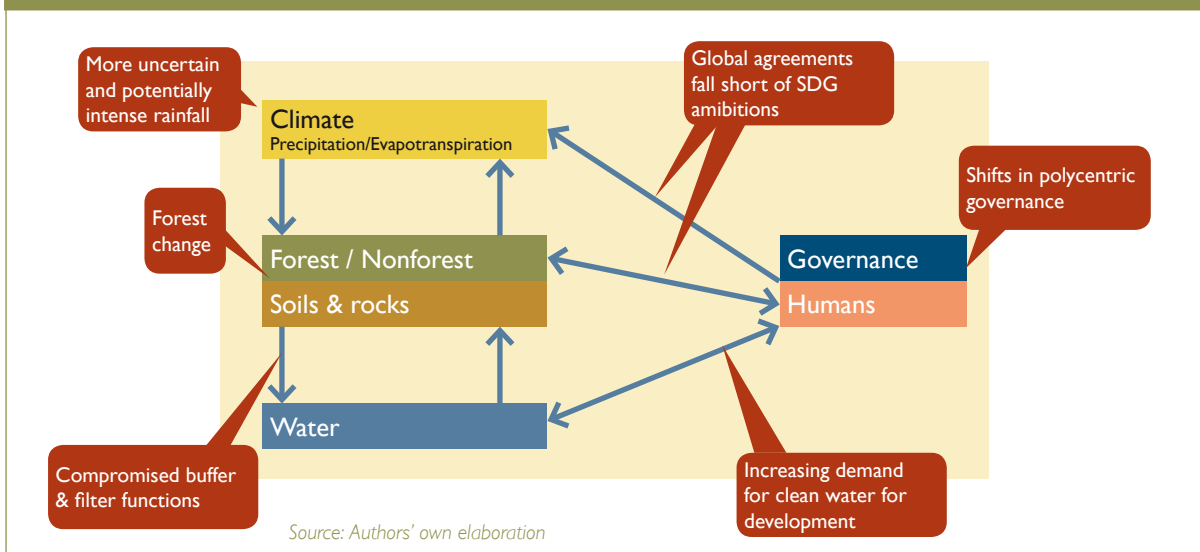 More uncertain
and potentially
intense rainfall
Global agreements
fall short of SDG
amibitions
Climate
Precipitation/Evapotranspiration
Shifts in polycentric
governance
Forest
change
Forest / Nonforest
Governance
Soils & rocks
Humans
Water
Compromised buffer
& filter functions
Increasing demand
for clean water for
development
Source: Authors' own elaboration